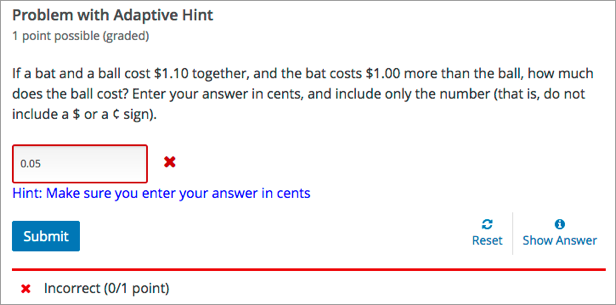 Problem with Adaptive Hint
1 point possible (graded)
If a bat and a ball cost $1.10 together, and the bat costs $1.00 more than the ball, how much
does the ball cost? Enter your answer in cents, and include only the number (that is, do not
include a $ or a ¢ sign).
0.05
Hint: Make sure you enter your answer in cents
Submit
Reset
Show Answer
Incorrect (0/1 point)